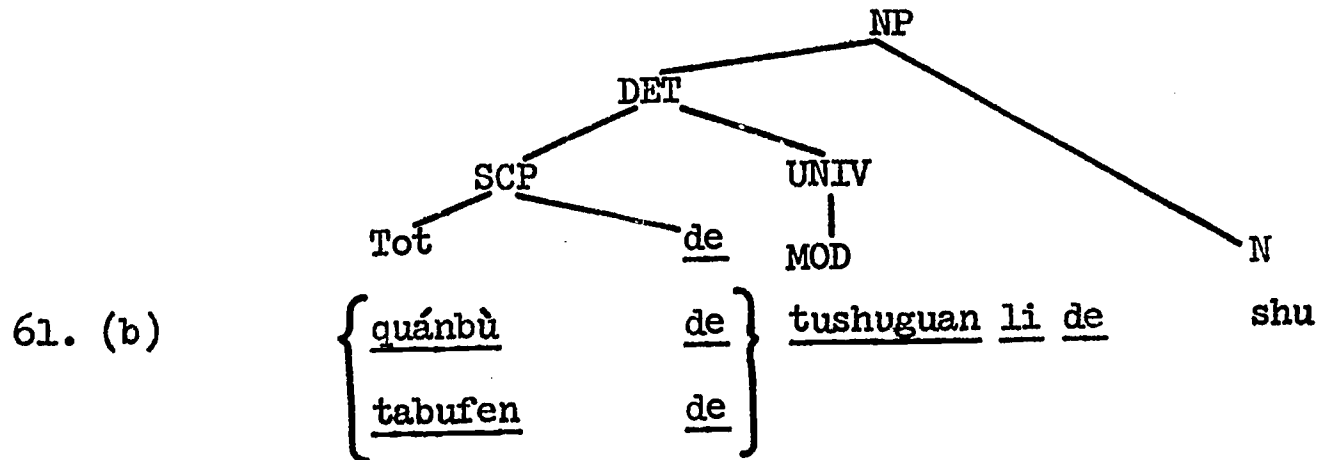 NP
DET
SCP UNIV
Tot de MOD N
61. (b) { quánbù de } tushuguan li de shu
tabufen de